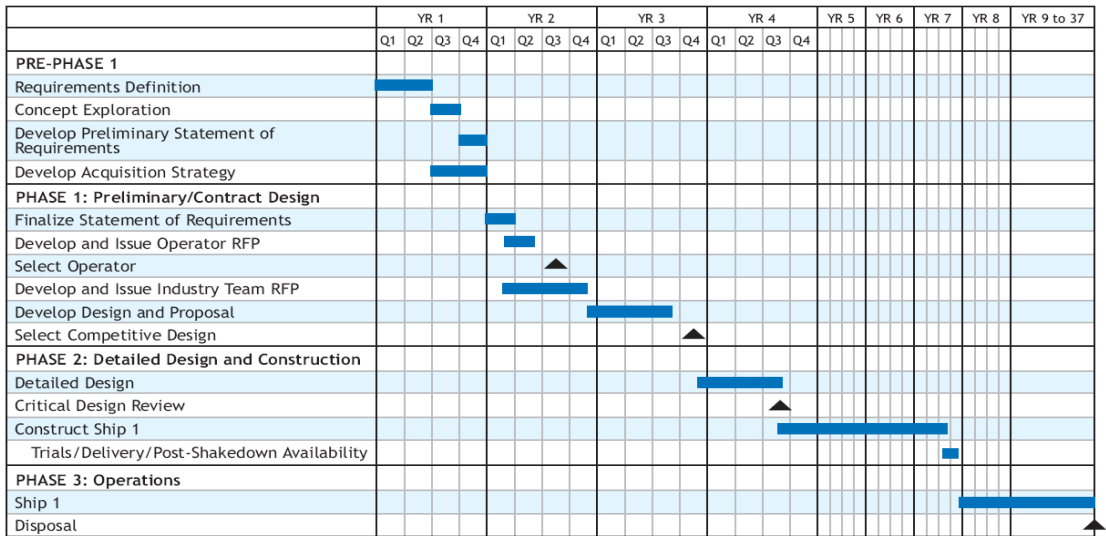 YR 1 YR 2 YR 3 YR 4 YR 5 YR 6 YR 7 YR 8 YR 9 to 37
Q1 Q2 Q3 Q4 Q1 Q2 Q3 Q4 Q1 Q2 Q3 Q4 Q1 Q2 Q3 Q4
PRE-PHASE 1
Requirements Definition
Concept Exploration
Develop Preliminary Statement of
Requirements
Develop Acquisition Strategy
PHASE 1: Preliminary/Contract Design
Finalize Statement of Requirements
Develop and Issue Operator RFP
Select Operator
Develop and Issue Industry Team RFP
Develop Design and Proposal
Select Competitive Design
PHASE 2: Detailed Design and Construction
Detailed Design
Critical Design Review
Construct Ship 1
Trials/Delivery/Post-Shakedown Availability
PHASE 3: Operations
Ship 1
Disposal